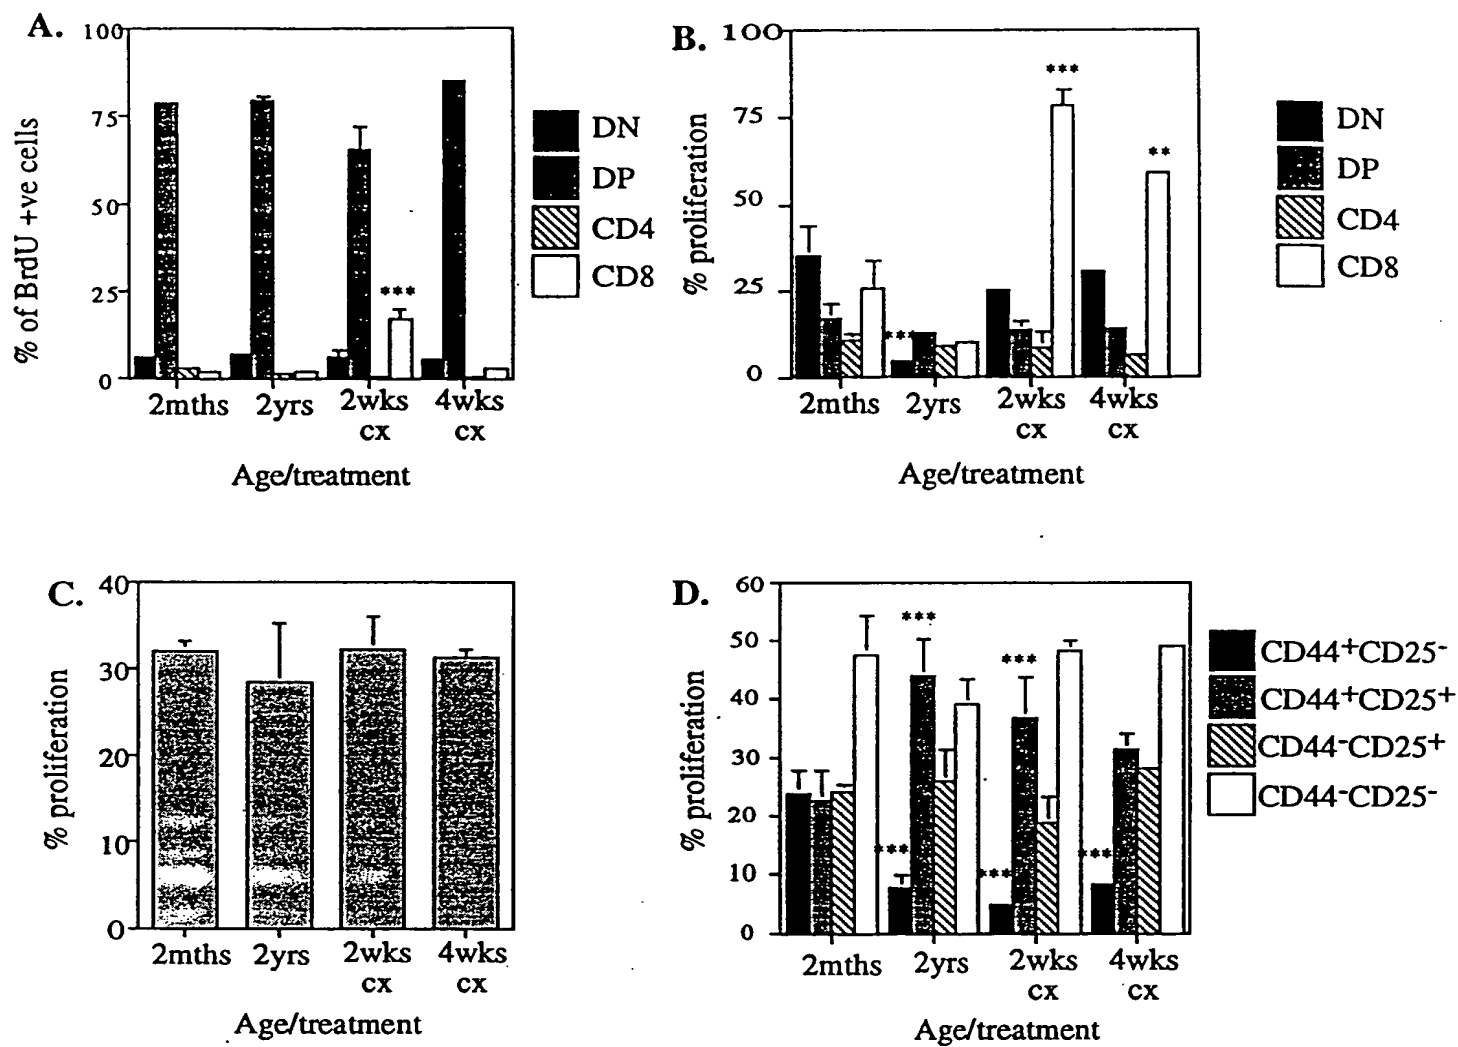 A.
100
75
50
25
0
% of BrdU +ve cells
***
2mths 2yrs 2wks cx 4wks cx
Age/treatment
DN
DP
CD4
CD8
B.
100
75
50
25
0
% proliferation
***
***
**
2mths 2yrs 2wks cx 4wks cx
Age/treatment
DN
DP
CD4
CD8
C.
40
30
20
10
0
% proliferation
2mths 2yrs 2wks cx 4wks cx
Age/treatment
D.
60
50
40
30
20
10
0
% proliferation
***
***
***
***
***
2mths 2yrs 2wks cx 4wks cx
Age/treatment
CD44+CD25-
CD44+CD25+
CD44-CD25+
CD44-CD25-